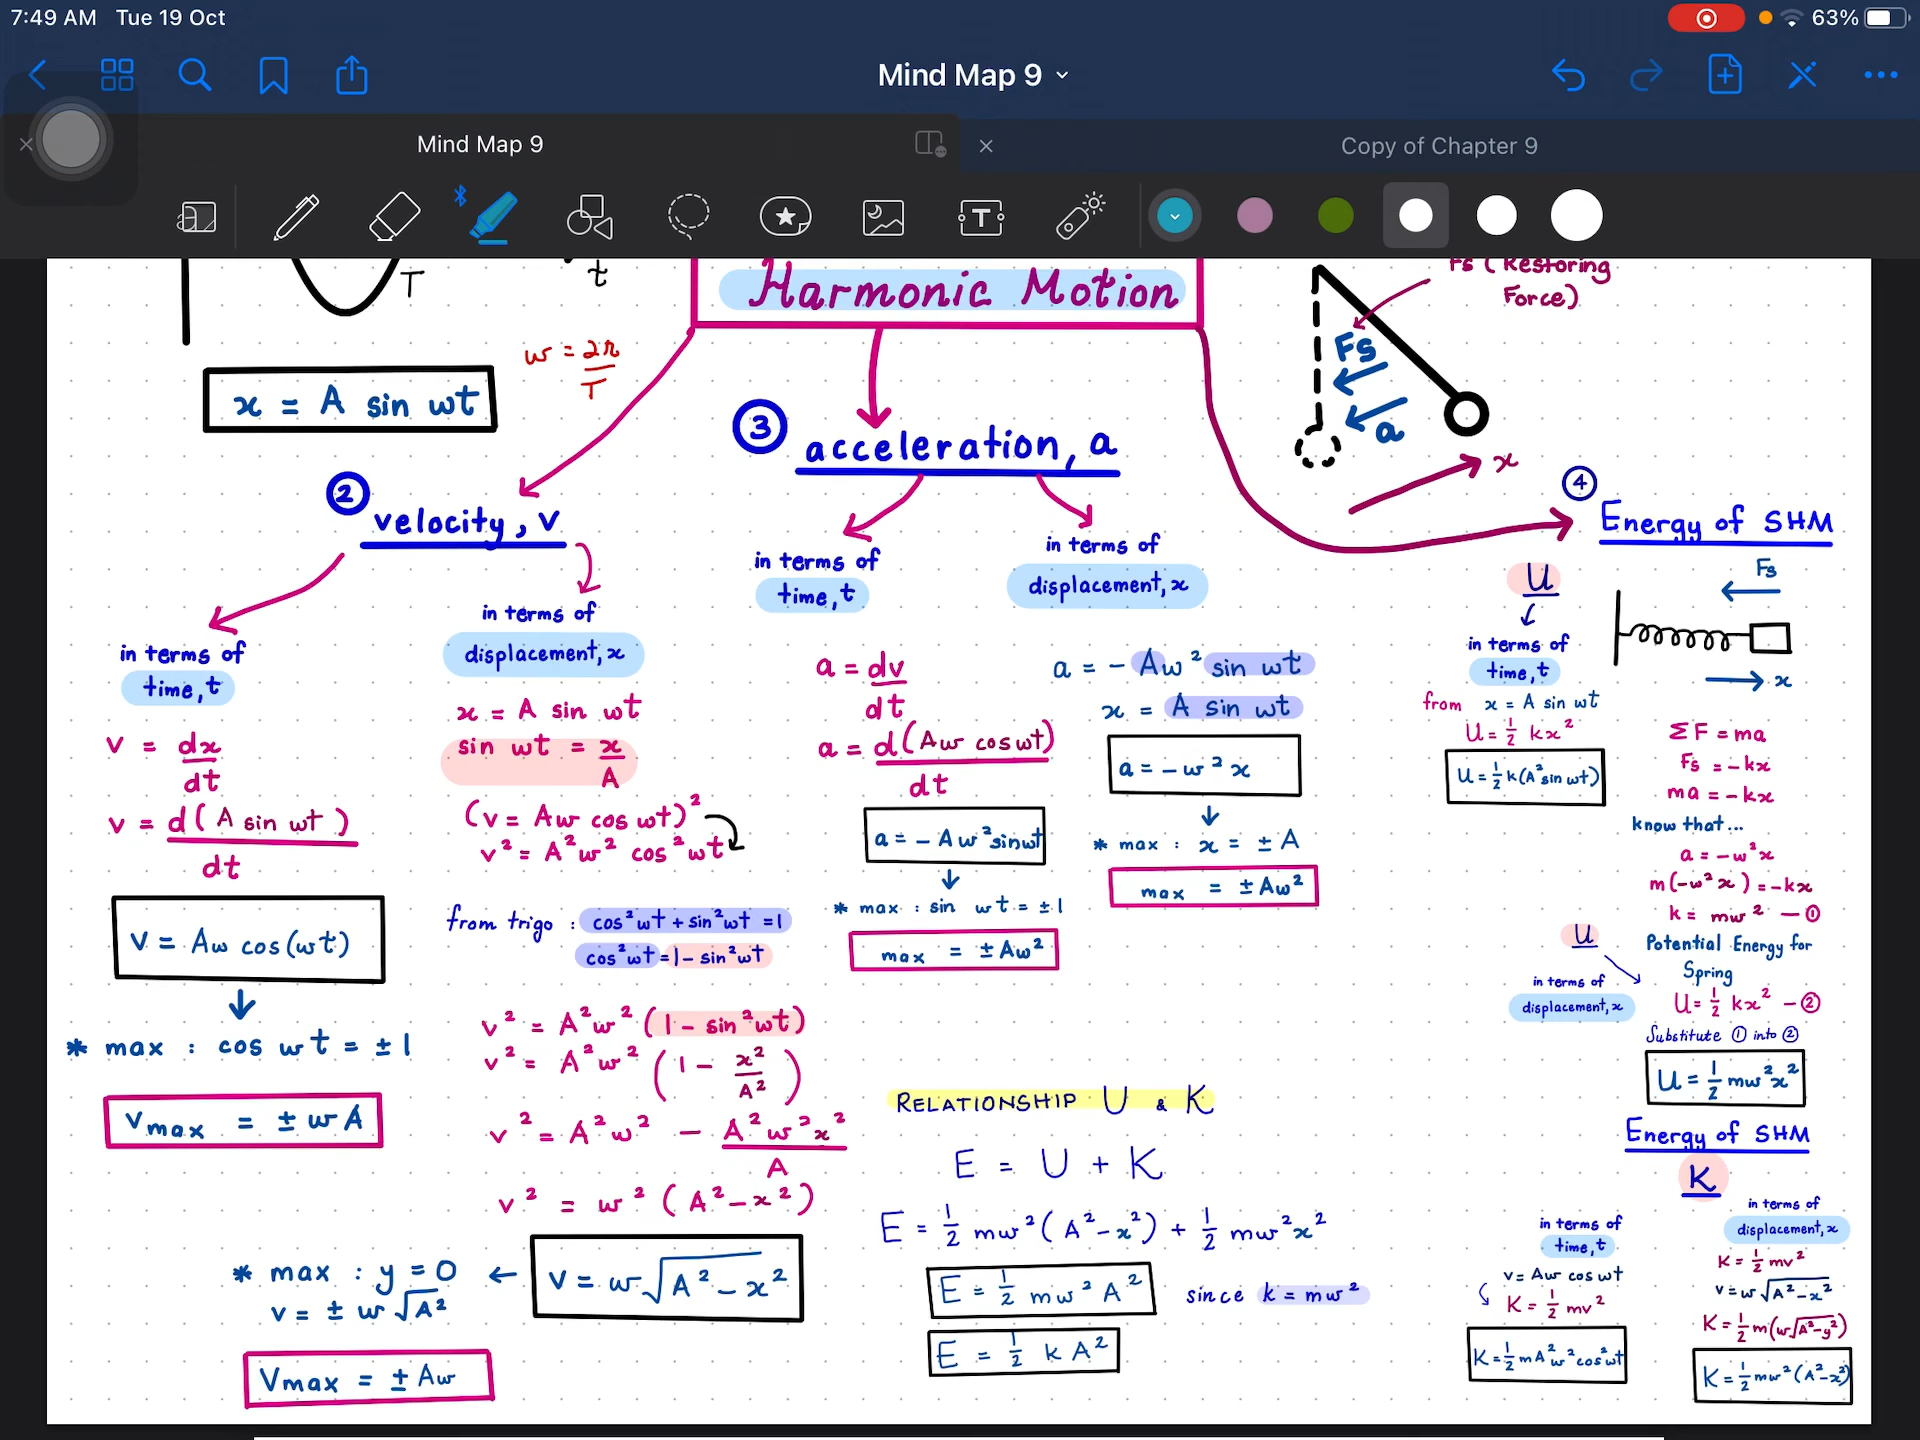 7:49 AM Tue 19 Oct
63%
Mind Map 9
Mind Map 9
Copy of Chapter 9
T
t
Harmonic Motion
Fs (Restoring
Force)
Fs
a
x
x = A sin ωt
ω = 2π/T
② velocity, v
in terms of
time, t
v = dx/dt
v = d(A sin ωt)/dt
v = Aω cos(ωt)
* max : cos ωt = ±1
vmax = ± ω A
in terms of
displacement, x
x = A sin ωt
sin ωt = x/A
(v = Aω cos ωt)²
v² = A²ω² cos²ωt
from trigo : cos²ωt + sin²ωt = 1
cos²ωt = 1 - sin²ωt
v² = A²ω² (1 - sin²ωt)
v² = A²ω² (1 - x²/A²)
v² = A²ω² - A²ω²x²/A
v² = ω² (A² - x²)
v = ω√A² - x²
* max : y = 0
v = ± ω √A²
Vmax = ± Aω
③ acceleration, a
in terms of
time, t
a = dv/dt
a = d(Aω cos ωt)/dt
a = - Aω² sin ωt
* max : sin ωt = ±1
max = ± Aω²
in terms of
displacement, x
a = - Aω² sin ωt
x = A sin ωt
a = - ω² x
* max : x = ± A
max = ± Aω²
RELATIONSHIP U & K
E = U + K
E = 1/2 mω² (A² - x²) + 1/2 mω²x²
E = 1/2 mω² A²
since k = mω²
E = 1/2 k A²
④ Energy of SHM
U
in terms of
time, t
from x = A sin ωt
U = 1/2 kx²
U = 1/2 k(A² sin ωt)
Fs
x
ΣF = ma
Fs = -kx
ma = -kx
know that...
a = -ω²x
m(-ω²x) = -kx
k = mω² - ①
U
in terms of
displacement, x
Potential Energy for
Spring
U = 1/2 kx² - ②
Substitute ① into ②
U = 1/2 mω²x²
Energy of SHM
K
in terms of
time, t
v = Aω cos ωt
K = 1/2 mv²
K = 1/2 mA²ω²cos²ωt
in terms of
displacement, x
K = 1/2 mv²
v = ω√A² - x²
K = 1/2 m(ω√A² - y²)
K = 1/2 mω² (A² - x²)